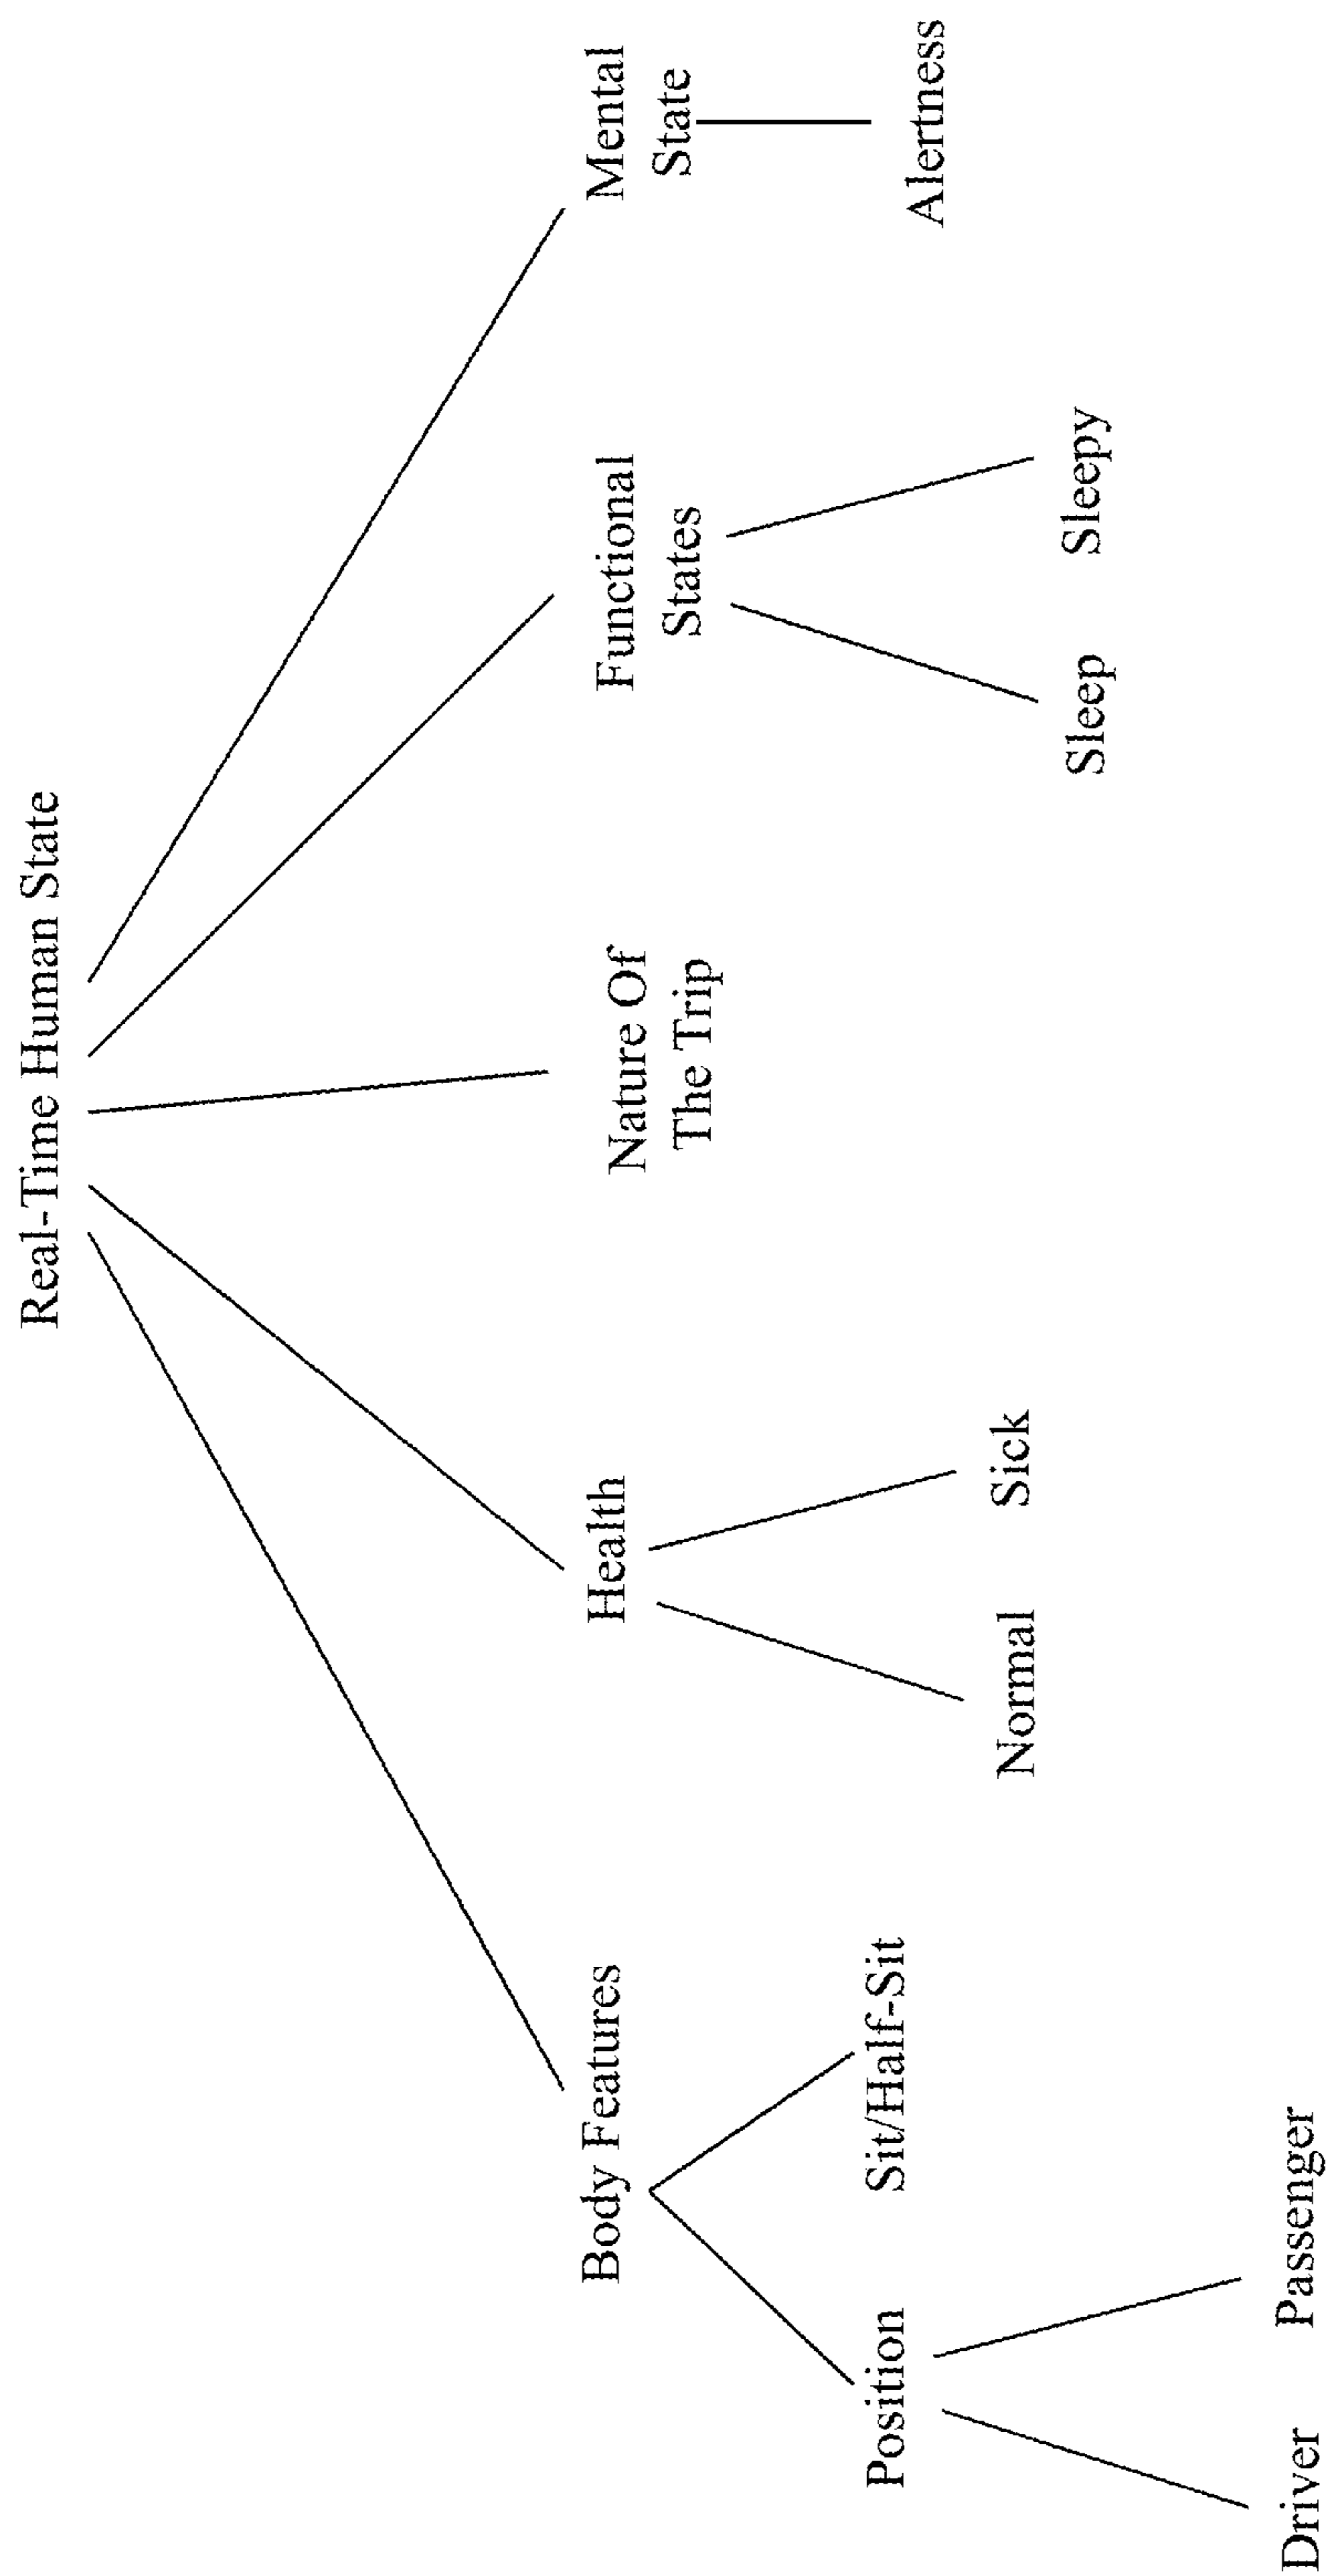 Real-Time Human State
Body Features
Health
Nature Of
The Trip
Functional
States
Mental
State
Position
Sit/Half-Sit
Normal
Sick
Sleep
Sleepy
Alertness
Driver
Passenger